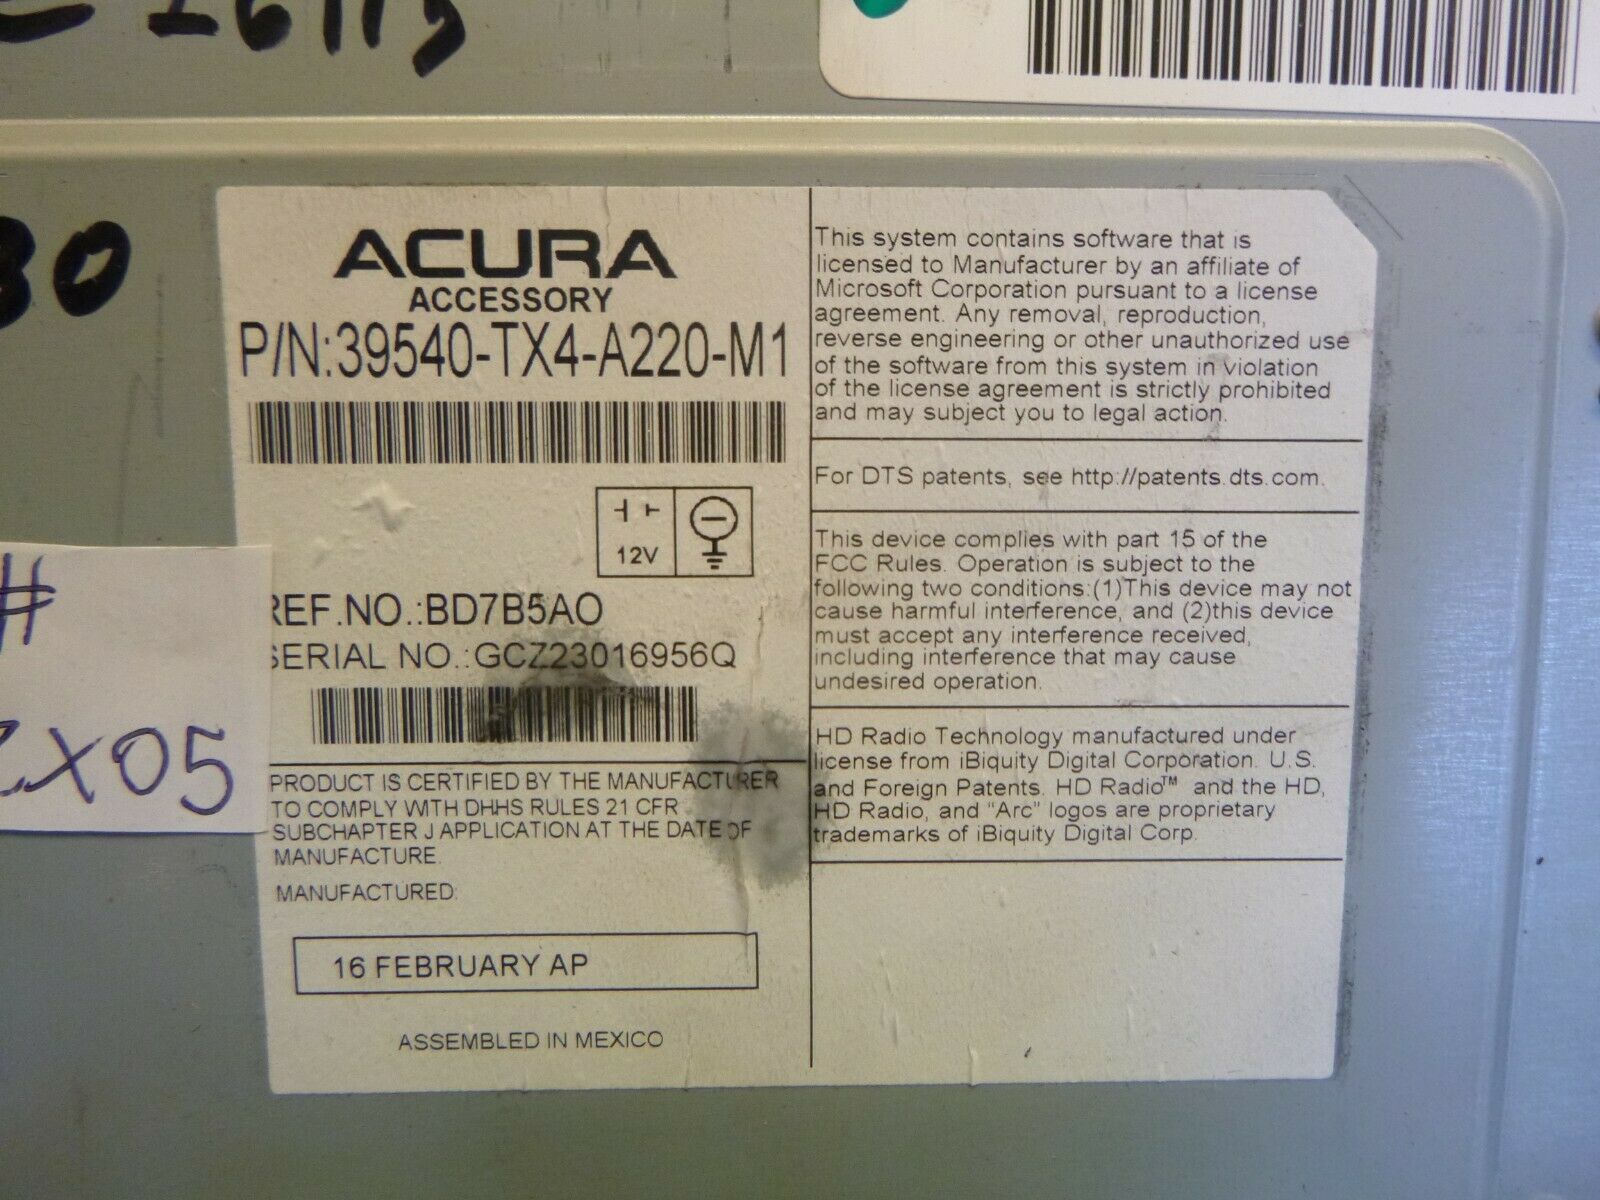 30
ACURA
ACCESSORY
P/N:39540-TX4-A220-M1
12V
REF.NO.:BD7B5AO
SERIAL NO.:GCZ23016956Q
#
X05
PRODUCT IS CERTIFIED BY THE MANUFACTURER
TO COMPLY WITH DHHS RULES 21 CFR
SUBCHAPTER J APPLICATION AT THE DATE OF
MANUFACTURE.
MANUFACTURED:
16 FEBRUARY AP
ASSEMBLED IN MEXICO
This system contains software that is
licensed to Manufacturer by an affiliate of
Microsoft Corporation pursuant to a license
agreement. Any removal, reproduction,
reverse engineering or other unauthorized use
of the software from this system in violation
of the license agreement is strictly prohibited
and may subject you to legal action.
For DTS patents, see http://patents.dts.com.
This device complies with part 15 of the
FCC Rules. Operation is subject to the
following two conditions:(1)This device may not
cause harmful interference, and (2)this device
must accept any interference received,
including interference that may cause
undesired operation.
HD Radio Technology manufactured under
license from iBiquity Digital Corporation. U.S.
and Foreign Patents. HD Radio™ and the HD,
HD Radio, and "Arc" logos are proprietary
trademarks of iBiquity Digital Corp.